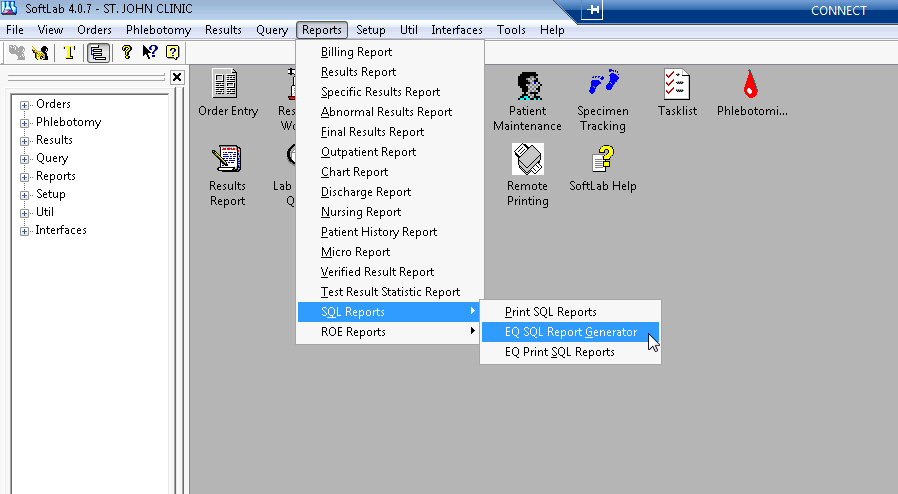 SoftLab 4.0.7 - ST. JOHN CLINIC
CONNECT
File View Orders Phlebotomy Results Query Reports Setup Util Interfaces Tools Help
Orders
Phlebotomy
Results
Query
Reports
Setup
Util
Interfaces
Order Entry
Patient
Maintenance
Specimen
Tracking
Tasklist
Phlebotomi...
Results
Report
Lab
Remote
Printing
SoftLab Help
Billing Report
Results Report
Specific Results Report
Abnormal Results Report
Final Results Report
Outpatient Report
Chart Report
Discharge Report
Nursing Report
Patient History Report
Micro Report
Verified Result Report
Test Result Statistic Report
SQL Reports
ROE Reports
Print SQL Reports
EQ SQL Report Generator
EQ Print SQL Reports